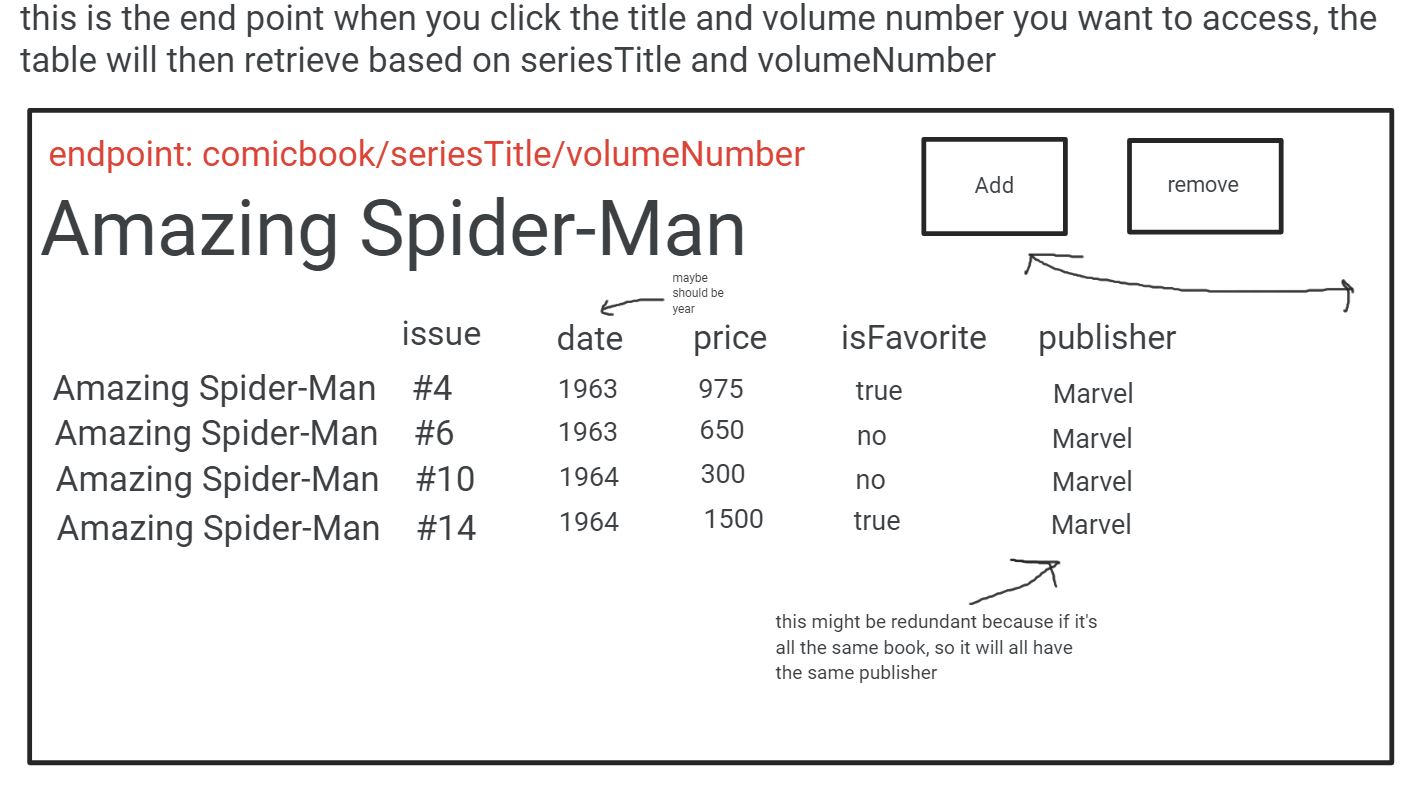 this is the end point when you click the title and volume number you want to access, the
table will then retrieve based on seriesTitle and volumeNumber
endpoint: comicbook/seriesTitle/volumeNumber
Add
remove
Amazing Spider-Man
maybe
should be
year
issue date price isFavorite publisher
Amazing Spider-Man #4 1963 975 true Marvel
Amazing Spider-Man #6 1963 650 no Marvel
Amazing Spider-Man #10 1964 300 no Marvel
Amazing Spider-Man #14 1964 1500 true Marvel
this might be redundant because if it's
all the same book, so it will all have
the same publisher